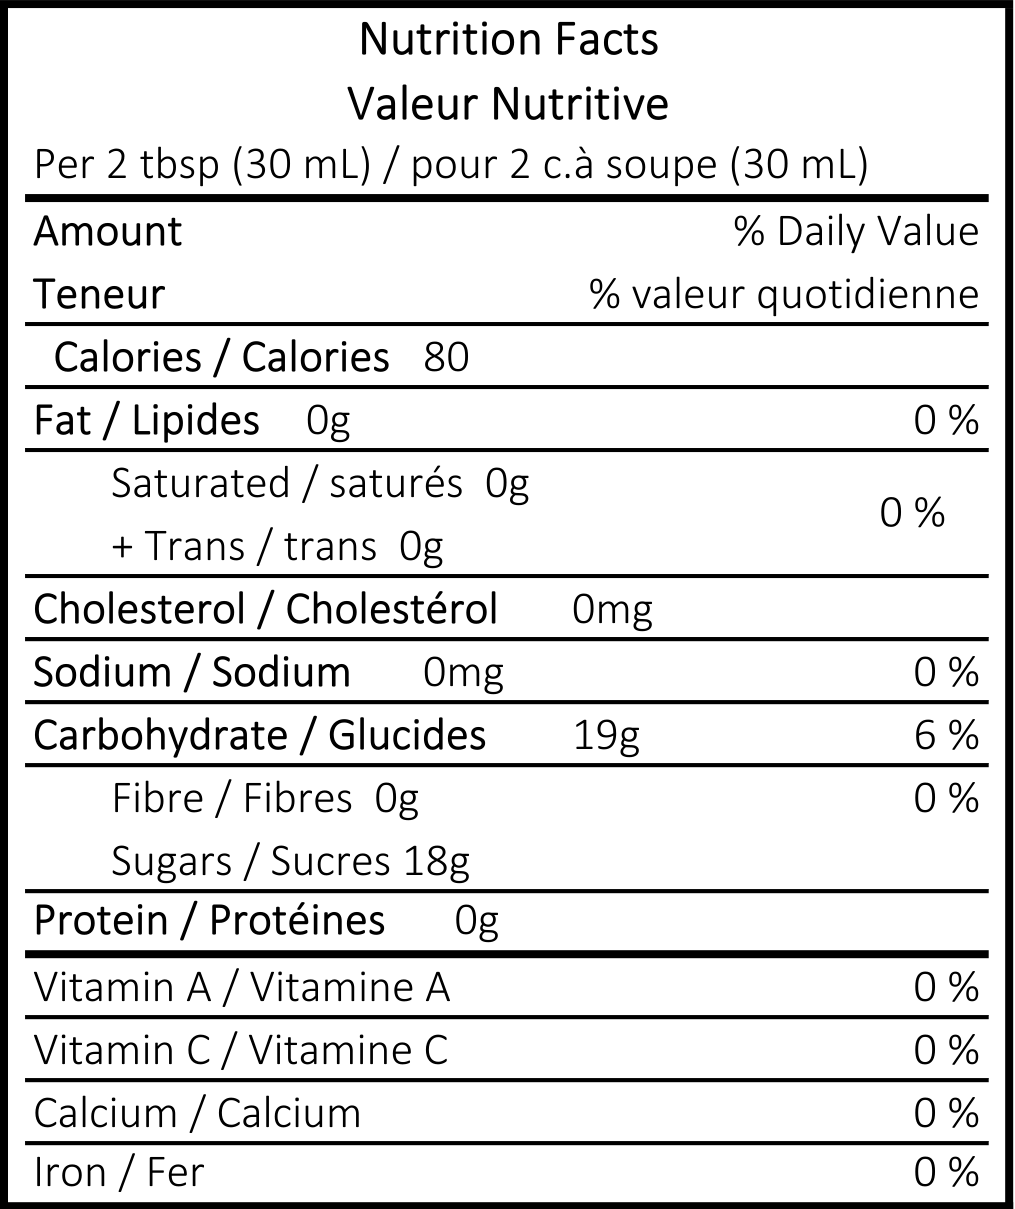 Nutrition Facts
Valeur Nutritive
Per 2 tbsp (30 mL) / pour 2 c.à soupe (30 mL)
Amount % Daily Value
Teneur % valeur quotidienne
Calories / Calories 80
Fat / Lipides 0g 0 %
Saturated / saturés 0g
0 %
+ Trans / trans 0g
Cholesterol / Cholestérol 0mg
Sodium / Sodium 0mg 0 %
Carbohydrate / Glucides 19g 6 %
Fibre / Fibres 0g 0 %
Sugars / Sucres 18g
Protein / Protéines 0g
Vitamin A / Vitamine A 0 %
Vitamin C / Vitamine C 0 %
Calcium / Calcium 0 %
Iron / Fer 0 %